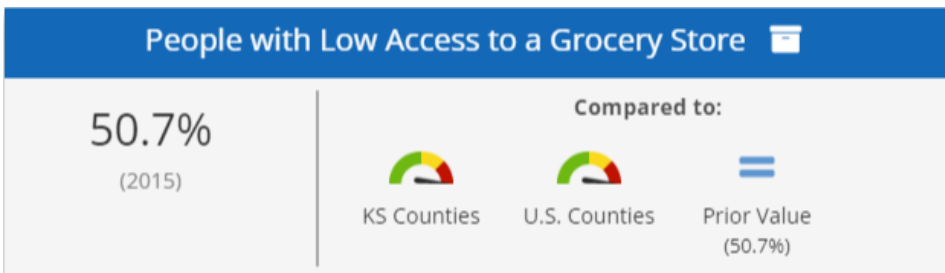 People with Low Access to a Grocery Store
50.7%
(2015)
Compared to:
KS Counties
U.S. Counties
Prior Value
(50.7%)